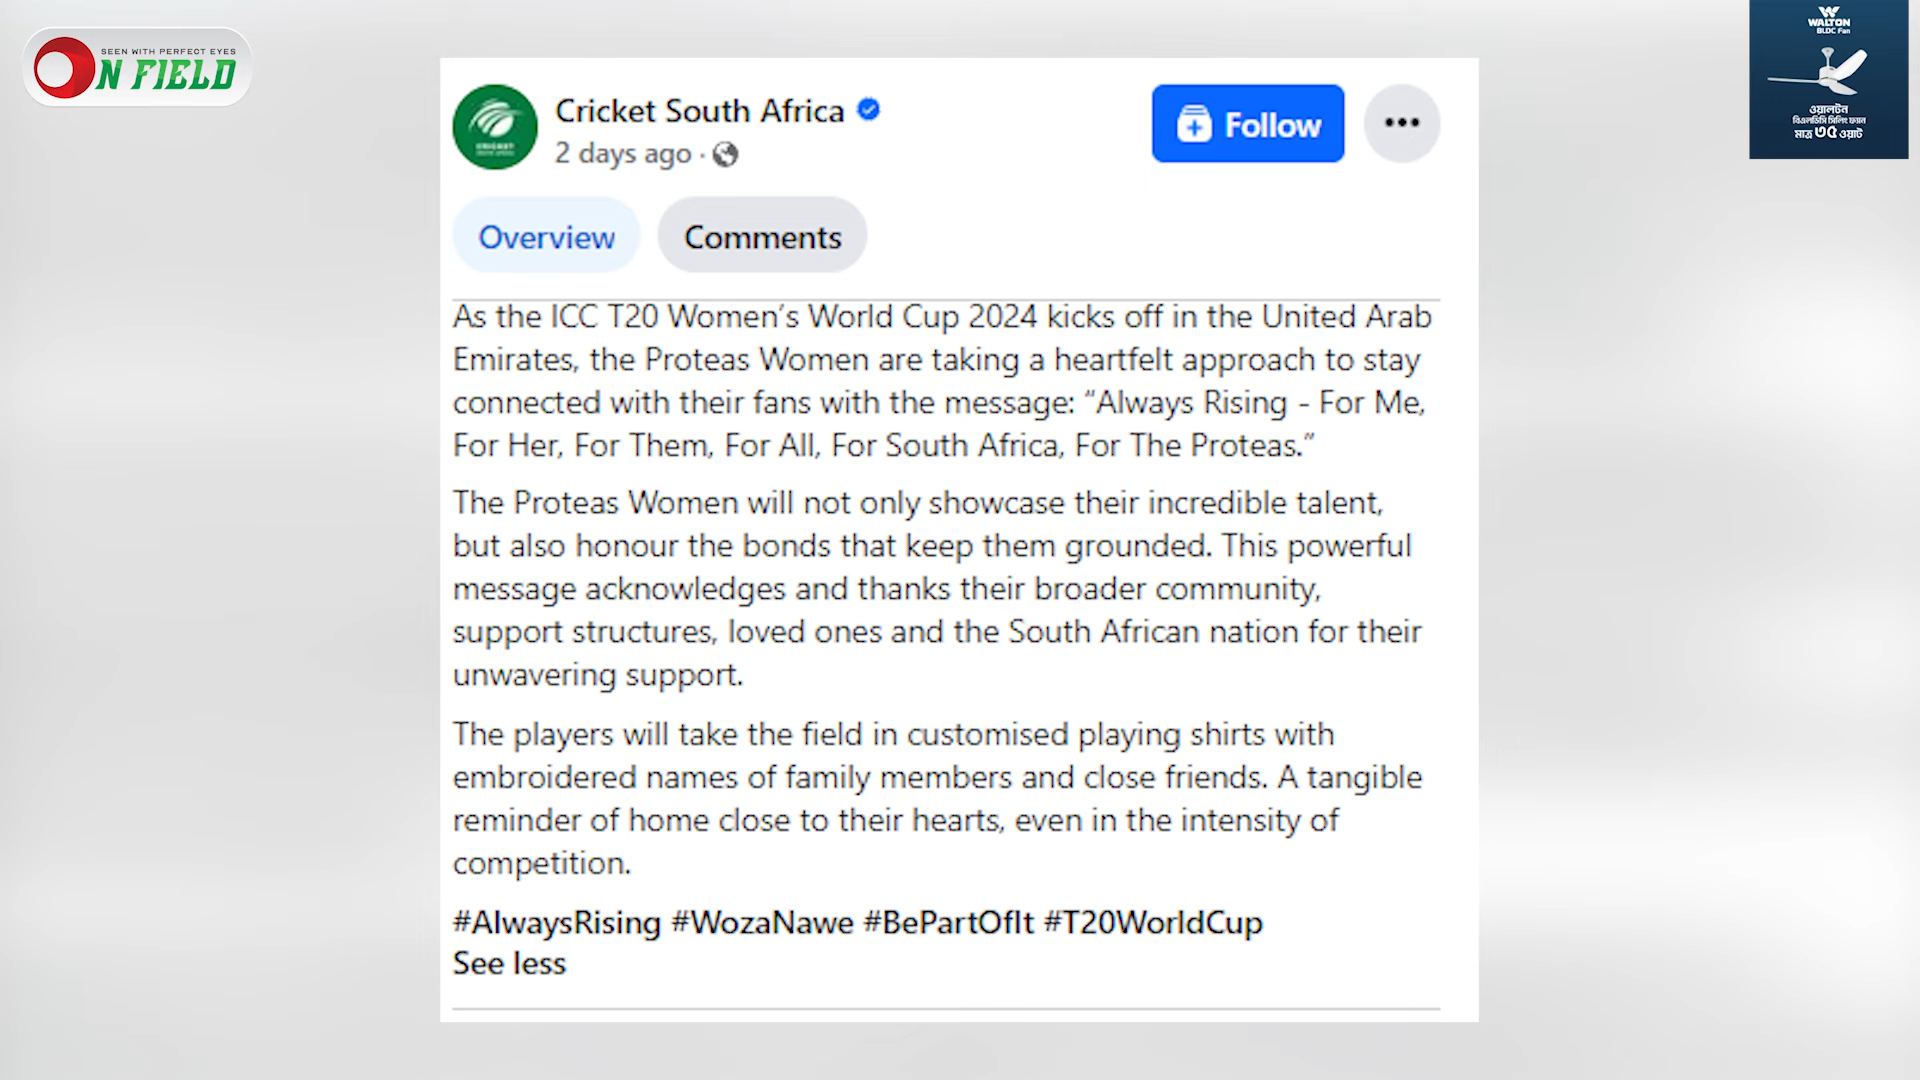 SEEN WITH PERFECT EYES
ON FIELD
WALTON
BLDC Fan
ওয়ালটন
বিএলডিসি সিলিং ফ্যান
মাত্র ৩৫ ওয়াট
Cricket South Africa
2 days ago ·
Follow
Overview
Comments
As the ICC T20 Women's World Cup 2024 kicks off in the United Arab
Emirates, the Proteas Women are taking a heartfelt approach to stay
connected with their fans with the message: “Always Rising - For Me,
For Her, For Them, For All, For South Africa, For The Proteas.”
The Proteas Women will not only showcase their incredible talent,
but also honour the bonds that keep them grounded. This powerful
message acknowledges and thanks their broader community,
support structures, loved ones and the South African nation for their
unwavering support.
The players will take the field in customised playing shirts with
embroidered names of family members and close friends. A tangible
reminder of home close to their hearts, even in the intensity of
competition.
#AlwaysRising #WozaNawe #BePartOfIt #T20WorldCup
See less